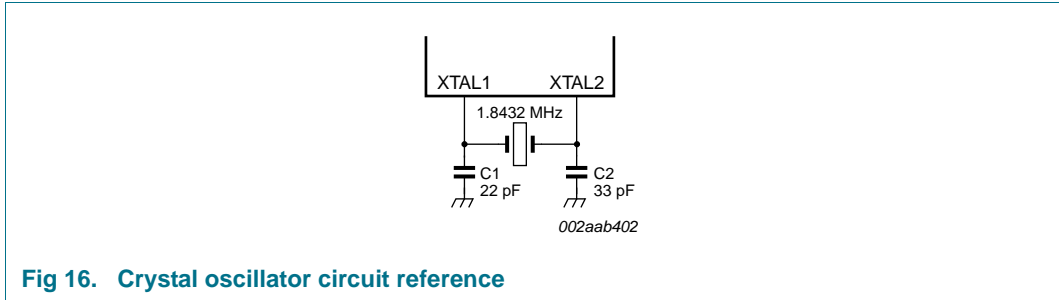 XTAL1 XTAL2
1.8432 MHz
C1
22 pF
C2
33 pF
002aab402
Fig 16. Crystal oscillator circuit reference